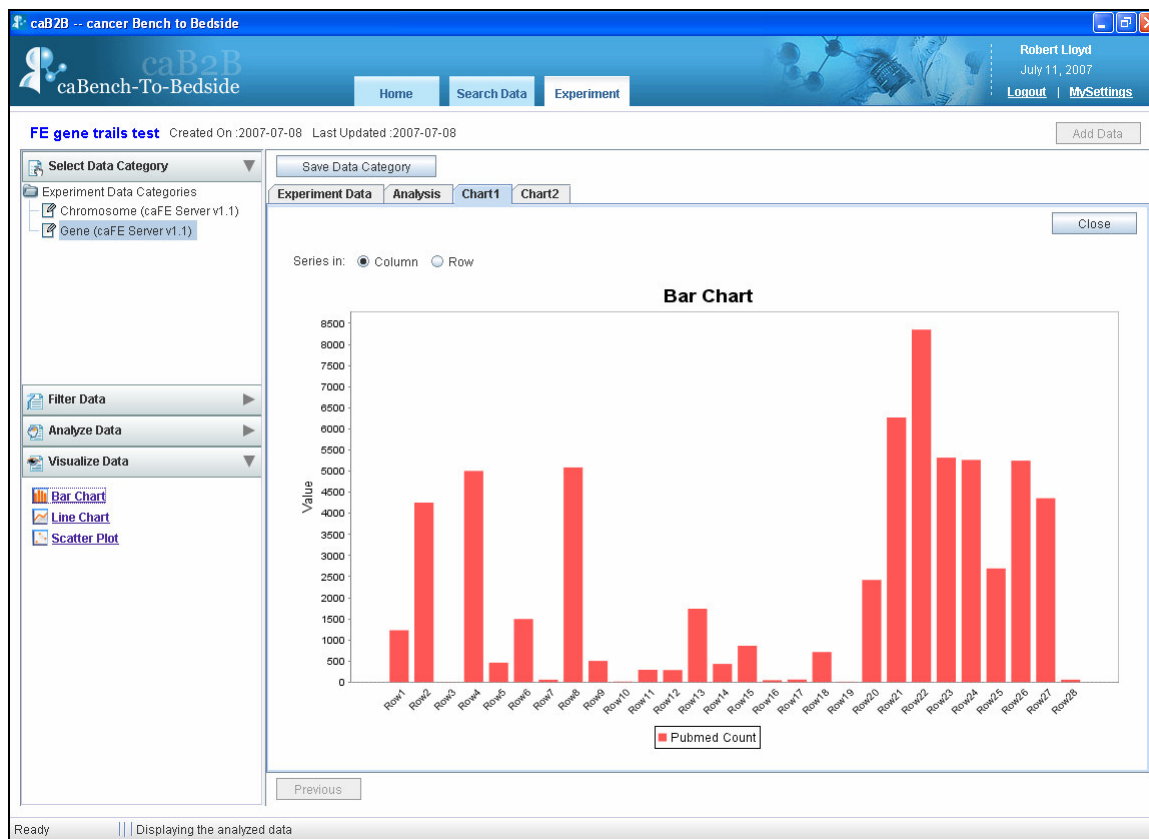 caB2B -- cancer Bench to Bedside
caB2B
caBench-To-Bedside
Home Search Data Experiment
Robert Lloyd
July 11, 2007
Logout | MySettings
FE gene trails test Created On :2007-07-08 Last Updated :2007-07-08
Add Data
Select Data Category
Experiment Data Categories
Chromosome (caFE Server v1.1)
Gene (caFE Server v1.1)
Filter Data
Analyze Data
Visualize Data
Bar Chart
Line Chart
Scatter Plot
Save Data Category
Experiment Data Analysis Chart1 Chart2
Close
Series in: Column Row
Bar Chart
8500
8000
7500
7000
6500
6000
5500
5000
4500
4000
3500
3000
2500
2000
1500
1000
500
0
Value
Row1 Row2 Row3 Row4 Row5 Row6 Row7 Row8 Row9 Row10 Row11 Row12 Row13 Row14 Row15 Row16 Row17 Row18 Row19 Row20 Row21 Row22 Row23 Row24 Row25 Row26 Row27 Row28
Pubmed Count
Previous
Ready Displaying the analyzed data